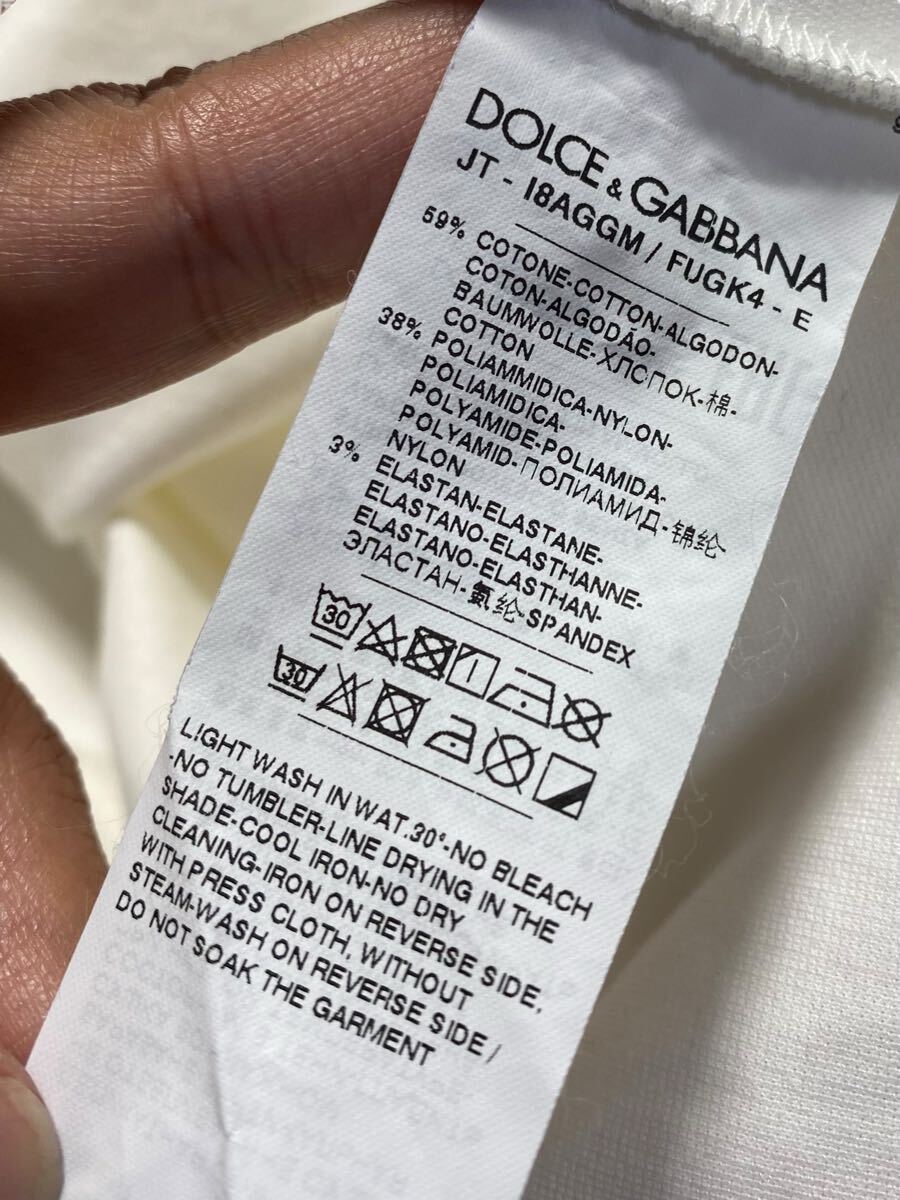 DOLCE & GABBANA
JT - I8AGGM / FUGK4 - E
59% COTONE-COTTON-ALGODON-
COTON-ALGODÃO-
BAUMWOLLE-ХЛОПОК-棉-
COTTON
38% POLIAMMIDICA-NYLON-
POLIAMIDICA-
POLYAMIDE-POLIAMIDA-
POLYAMID-ПОЛИАМИД-锦纶-
NYLON
3% ELASTAN-ELASTANE-
ELASTANO-ELASTHANNE-
ELASTANO-ELASTHAN-
ЭЛАСТАН-氨纶-SPANDEX
30
30
LIGHT WASH IN WAT.30°-NO BLEACH
-NO TUMBLER-LINE DRYING IN THE
SHADE-COOL IRON-NO DRY
CLEANING-IRON ON REVERSE SIDE,
WITH PRESS CLOTH, WITHOUT
STEAM-WASH ON REVERSE SIDE /
DO NOT SOAK THE GARMENT